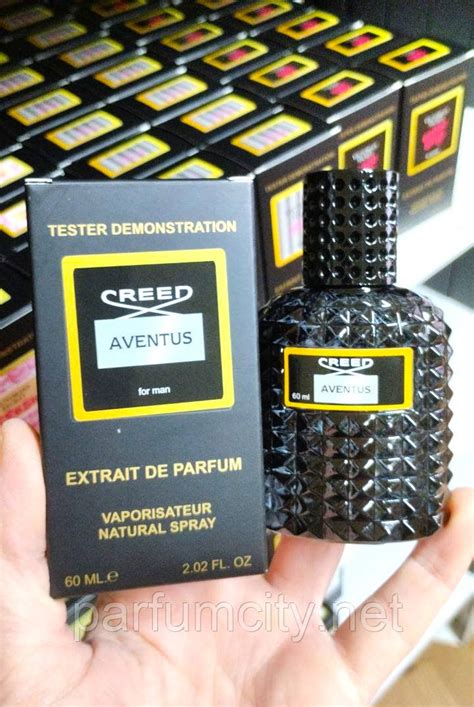 TESTER DEMONSTRATION
CREED
AVENTUS
for man
EXTRAIT DE PARFUM
VAPORISATEUR
NATURAL SPRAY
60 ML.e
2.02 FL. OZ
CREED
AVENTUS
60 ml
parfumcity.net